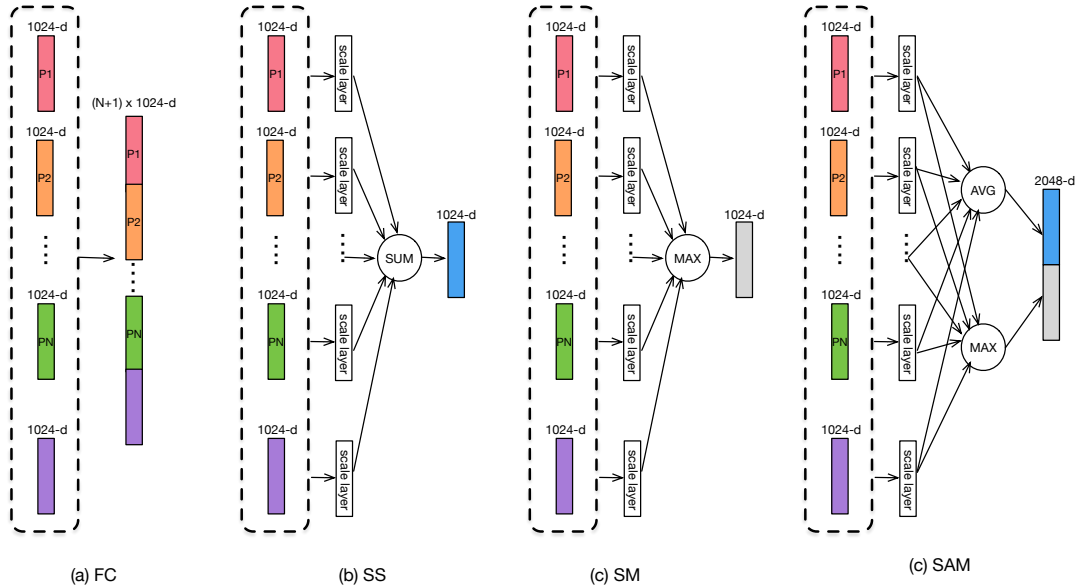 1024-d
P1
1024-d
P2
1024-d
PN
1024-d
(N+1) x 1024-d
P1
P2
PN
(a) FC
1024-d
P1
1024-d
P2
1024-d
PN
1024-d
scale layer
scale layer
scale layer
scale layer
SUM
1024-d
(b) SS
1024-d
P1
1024-d
P2
1024-d
PN
1024-d
scale layer
scale layer
scale layer
scale layer
MAX
1024-d
(c) SM
1024-d
P1
1024-d
P2
1024-d
PN
1024-d
scale layer
scale layer
scale layer
scale layer
AVG
MAX
2048-d
(c) SAM